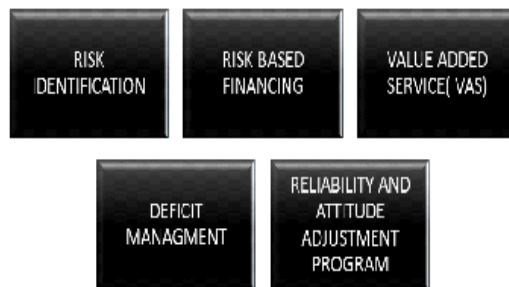 RISK
IDENTIFICATION
RISK BASED
FINANCING
VALUE ADDED
SERVICE( VAS)
DEFICIT
MANAGMENT
RELIABILITY AND
ATTITUDE
ADJUSTMENT
PROGRAM